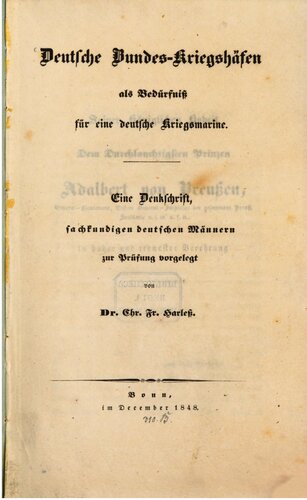 Deutsche Bundes-Kriegshäfen
als Bedürfniß
für eine deutsche Kriegsmarine.
Eine Denkschrift,
sachkundigen deutschen Männern
zur Prüfung vorgelegt
von
Dr. Chr. Fr. Harleß.
Bonn,
im December 1848.